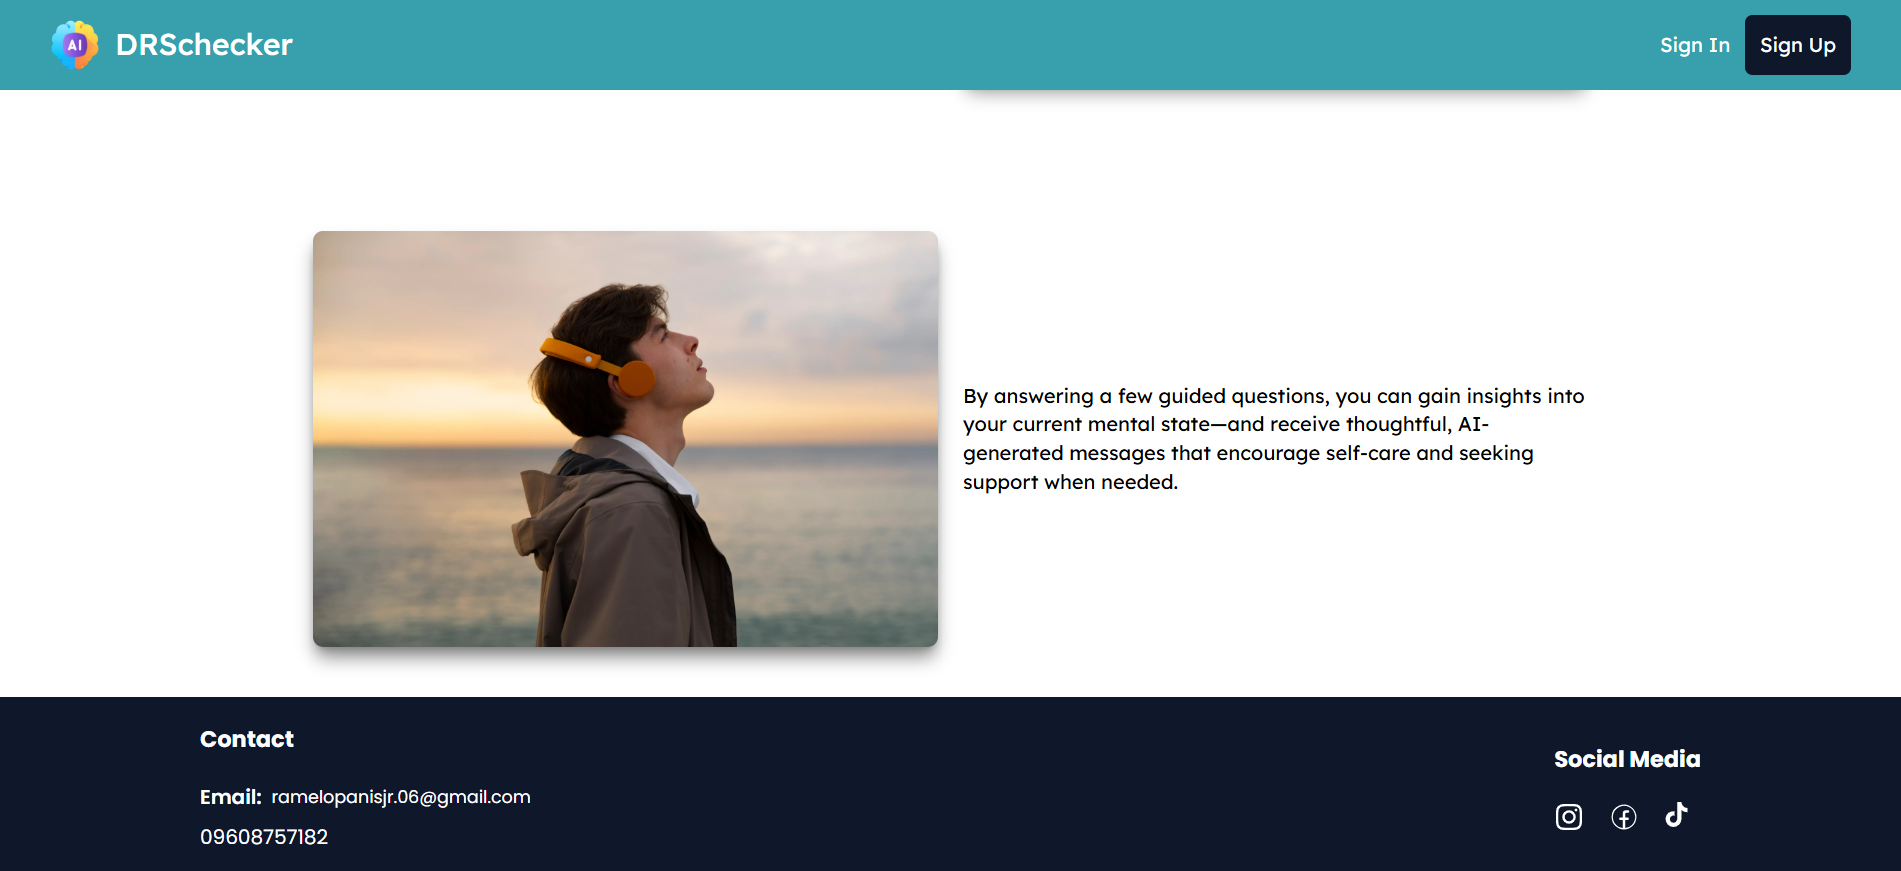 AI
DRSchecker
Sign In
Sign Up
By answering a few guided questions, you can gain insights into
your current mental state—and receive thoughtful, AI-
generated messages that encourage self-care and seeking
support when needed.
Contact
Email: ramelopanisjr.06@gmail.com
09608757182
Social Media